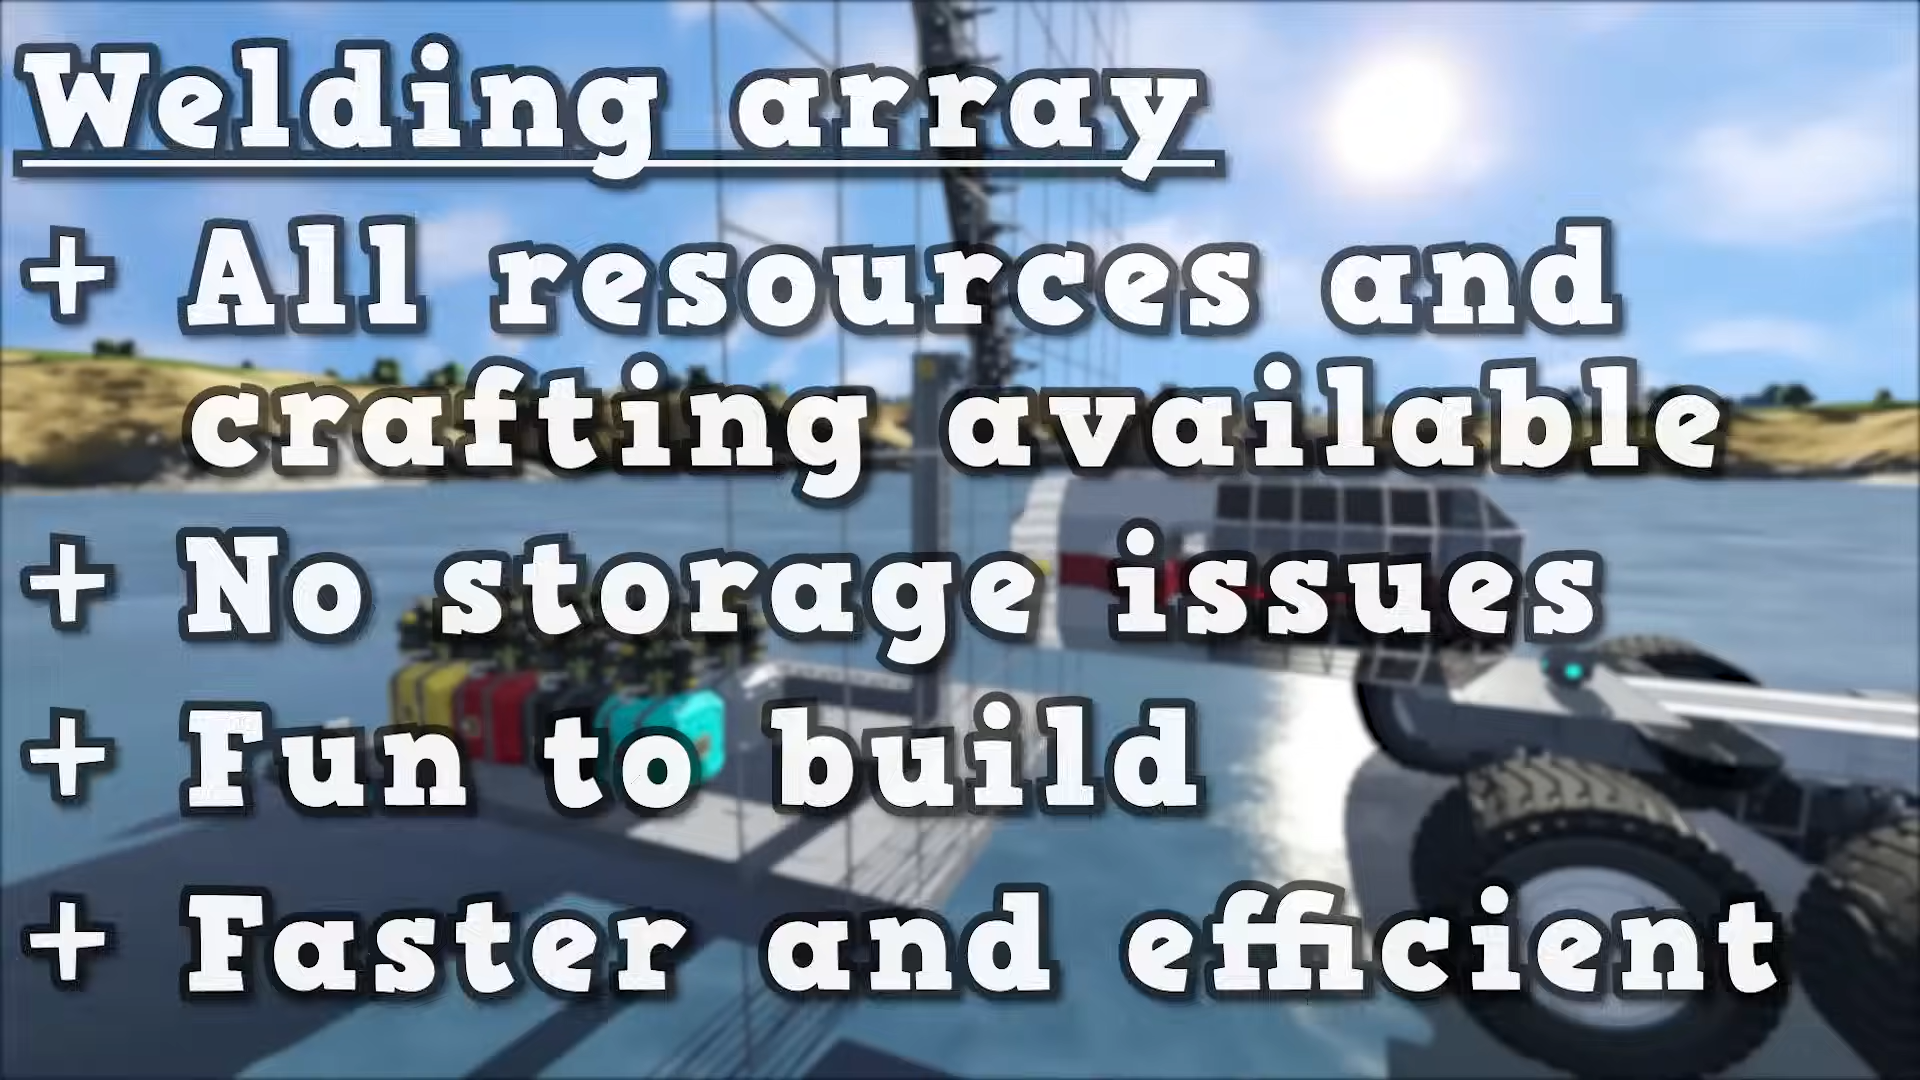 Welding array
+ All resources and
crafting available
+ No storage issues
+ Fun to build
+ Faster and efficient